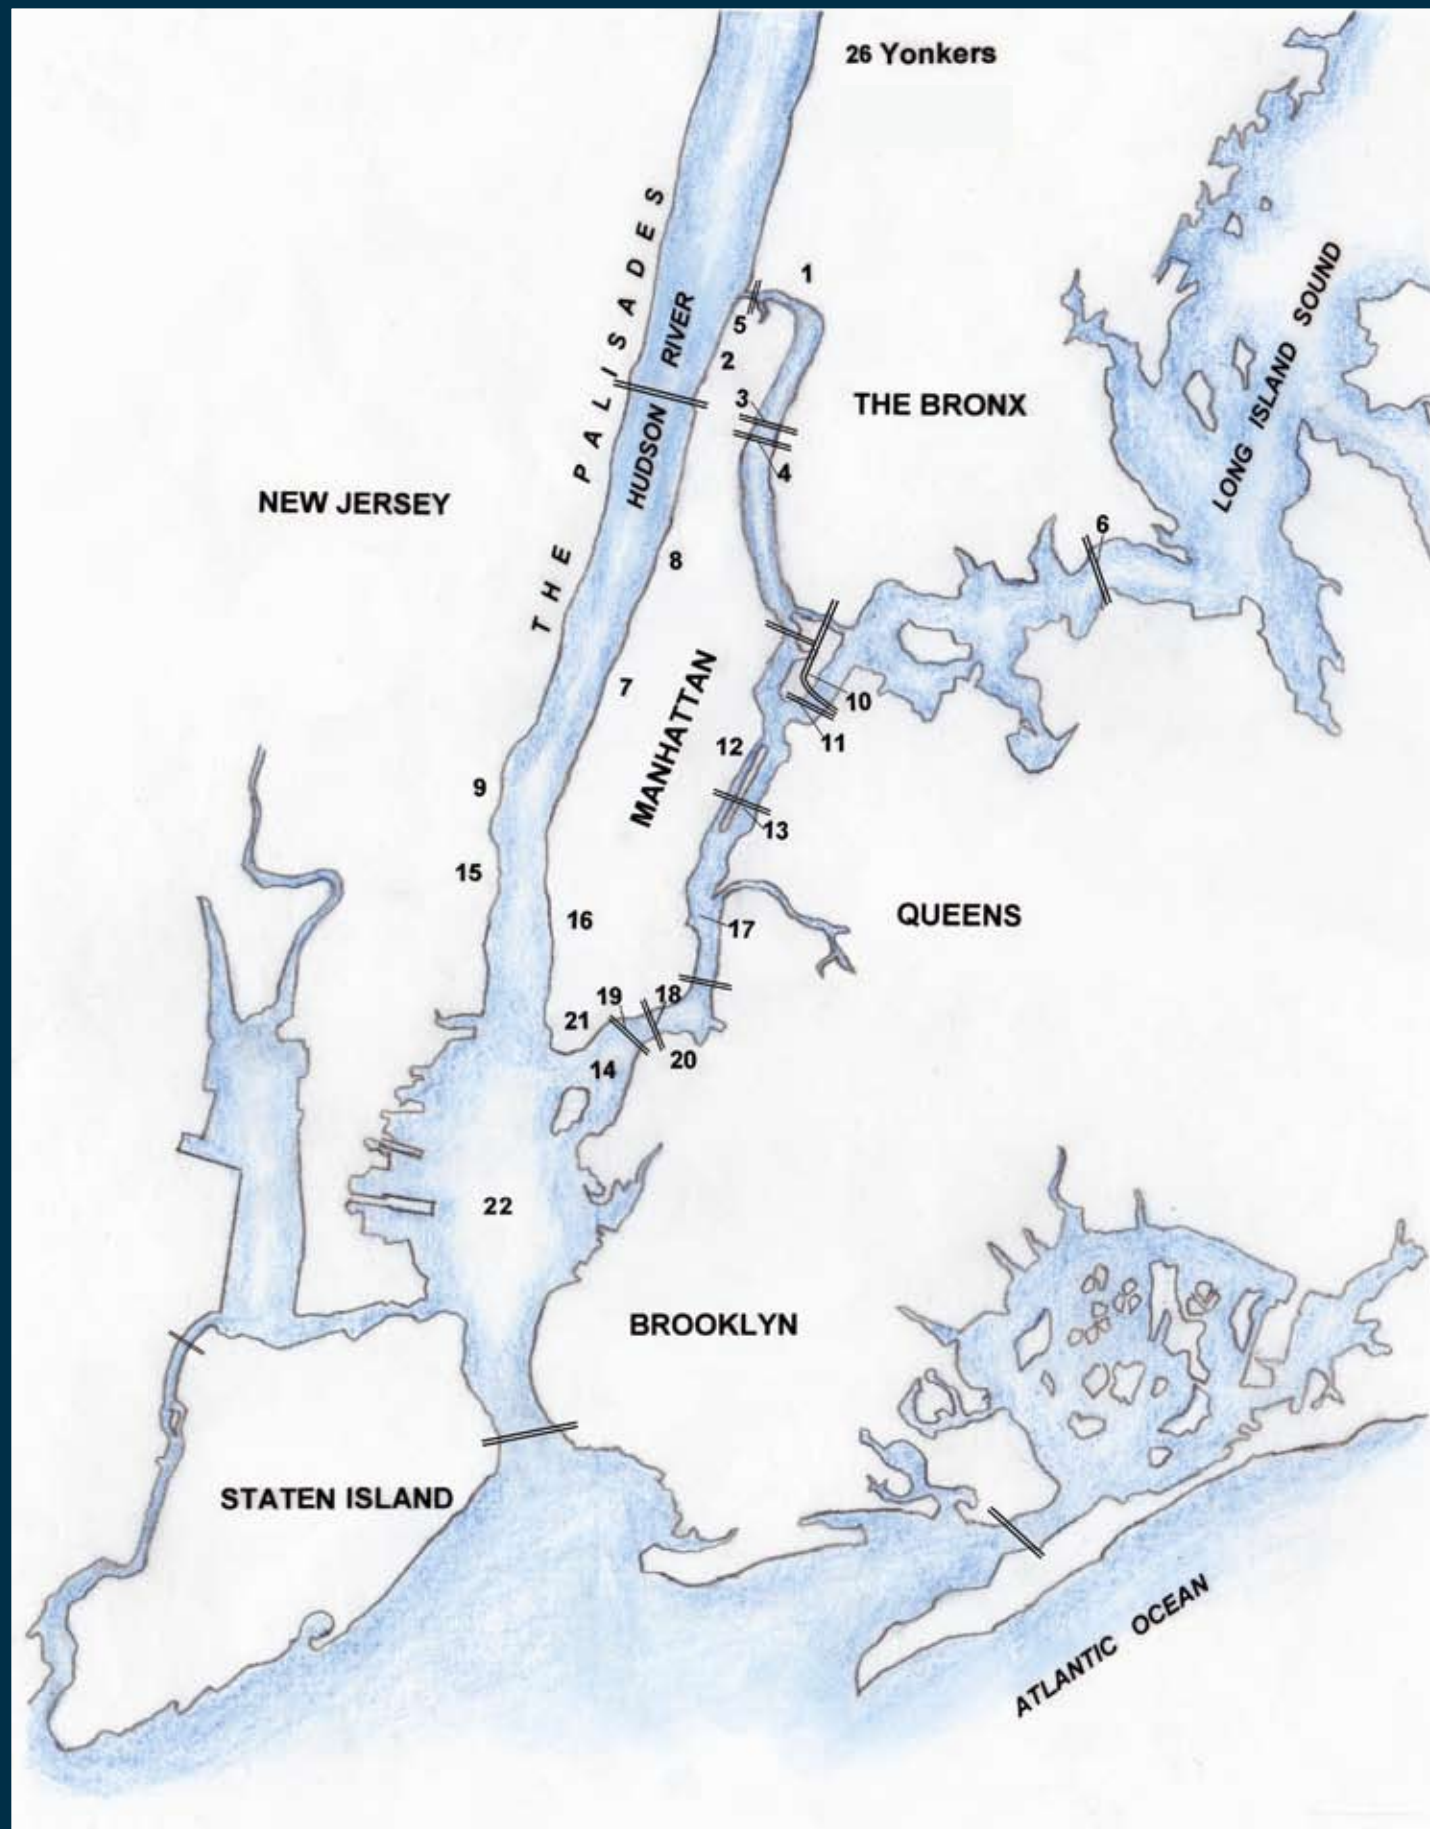 26 Yonkers
THE PALISADES
1
5
HUDSON RIVER
2
3
THE BRONX
LONG ISLAND SOUND
4
NEW JERSEY
6
8
7
MANHATTAN
10
11
12
9
13
15
16
QUEENS
17
19
18
21
20
14
22
BROOKLYN
STATEN ISLAND
ATLANTIC OCEAN